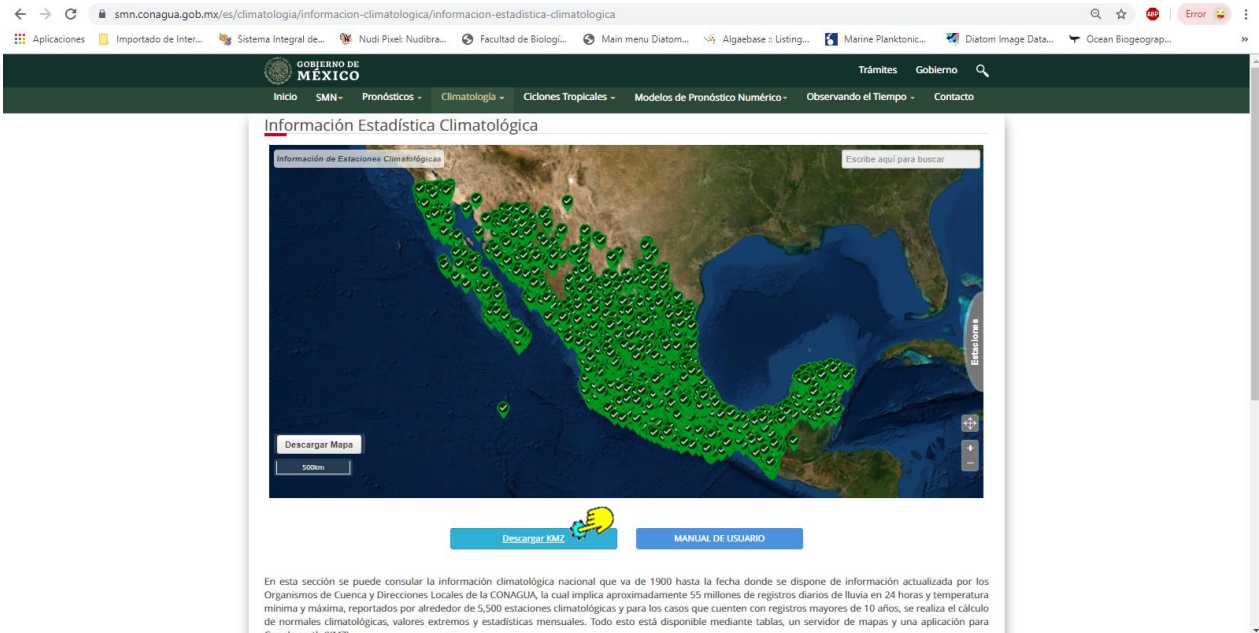 smn.conagua.gob.mx/es/climatologia/informacion-climatologica/informacion-estadistica-climatologica
ABP
Error
Aplicaciones
Importado de Inter...
Sistema Integral de...
Nudi Pixel: Nudibra...
Facultad de Biologí...
Main menu Diatom...
Algaebase :: Listing...
Marine Planktonic...
Diatom Image Data...
Ocean Biogeograp...
»
GOBIERNO DE
MÉXICO
Trámites
Gobierno
Inicio
SMN
Pronósticos
Climatología
Ciclones Tropicales
Modelos de Pronóstico Numérico
Observando el Tiempo
Contacto
Información Estadística Climatológica
Información de Estaciones Climatológicas
Escribe aquí para buscar
Estaciones
Descargar Mapa
500km
+
−
Descargar KMZ
MANUAL DE USUARIO
En esta sección se puede consular la información climatológica nacional que va de 1900 hasta la fecha donde se dispone de información actualizada por los
Organismos de Cuenca y Direcciones Locales de la CONAGUA, la cual implica aproximadamente 55 millones de registros diarios de lluvia en 24 horas y temperatura
mínima y máxima, reportados por alrededor de 5,500 estaciones climatológicas y para los casos que cuenten con registros mayores de 10 años, se realiza el cálculo
de normales climatológicas, valores extremos y estadísticas mensuales. Todo esto está disponible mediante tablas, un servidor de mapas y una aplicación para